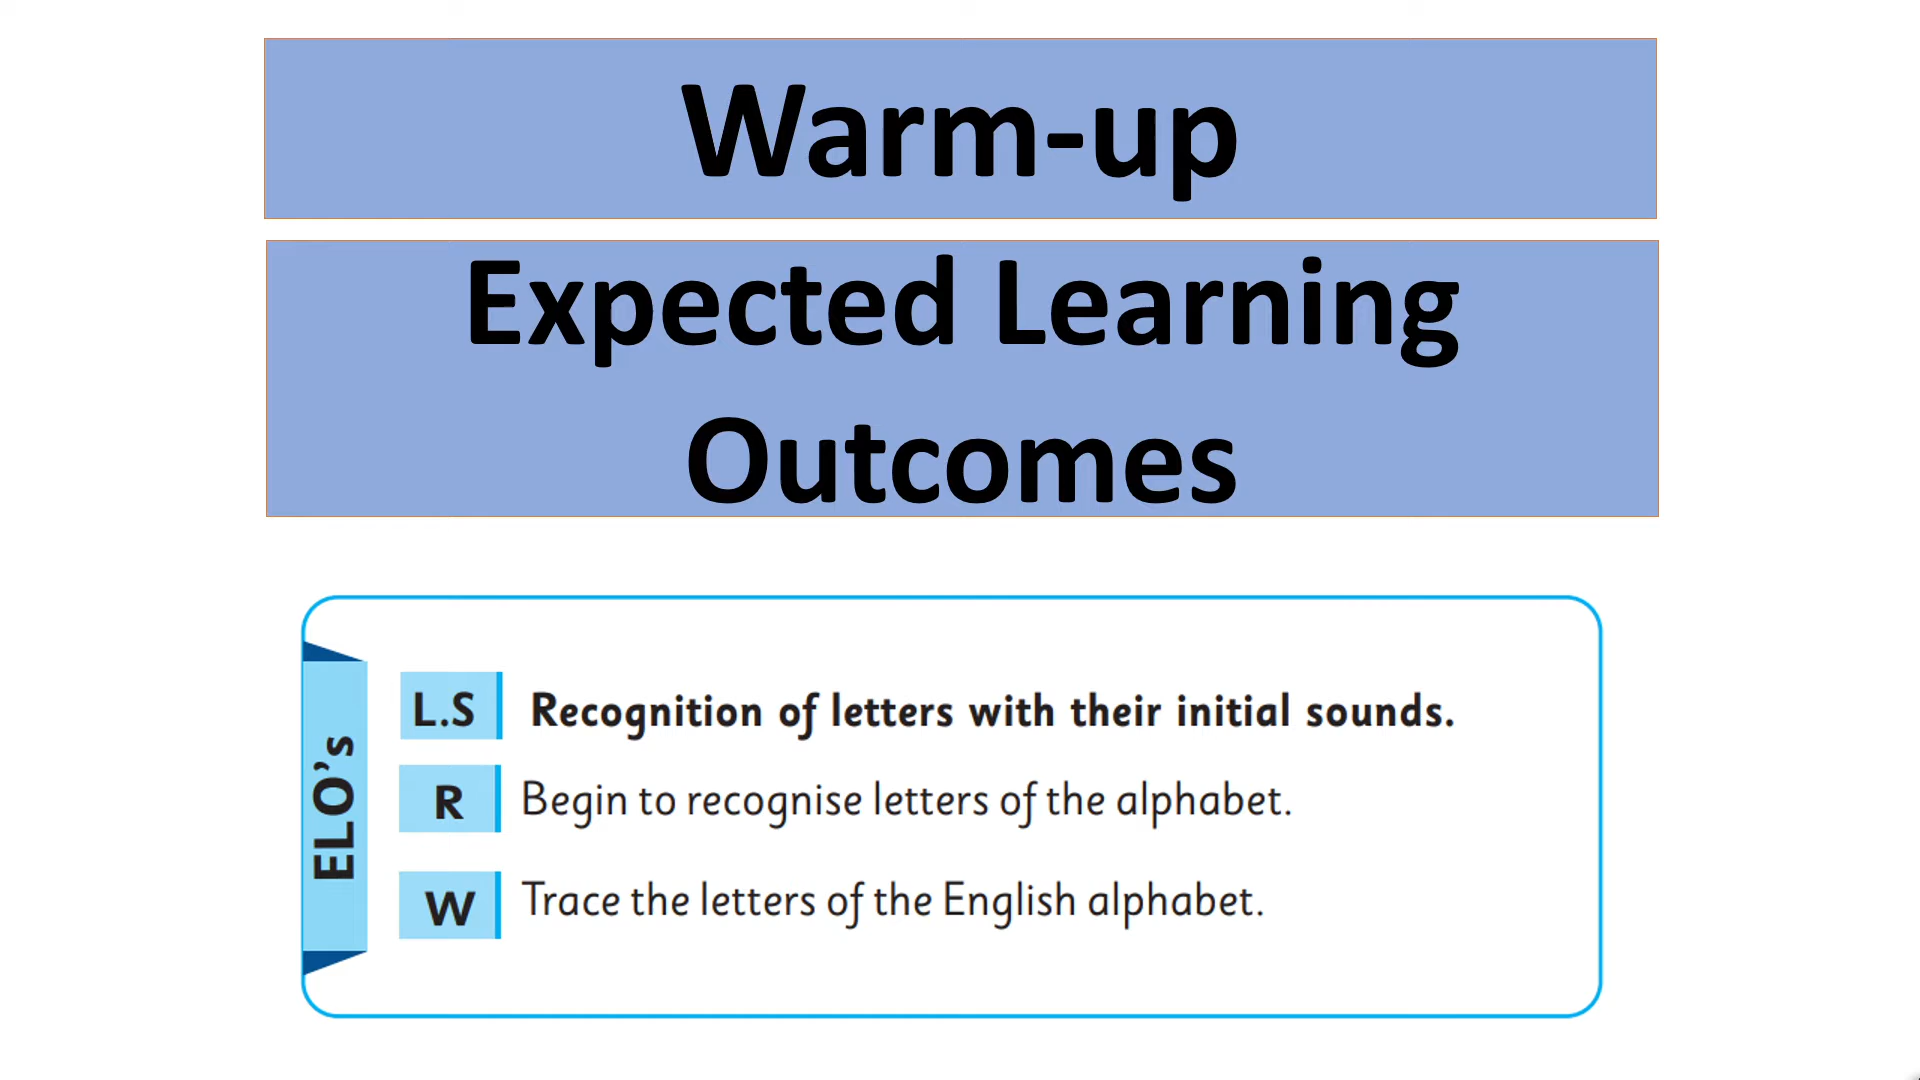 Warm-up
Expected Learning
Outcomes
ELO's
L.S Recognition of letters with their initial sounds.
R Begin to recognise letters of the alphabet.
W Trace the letters of the English alphabet.